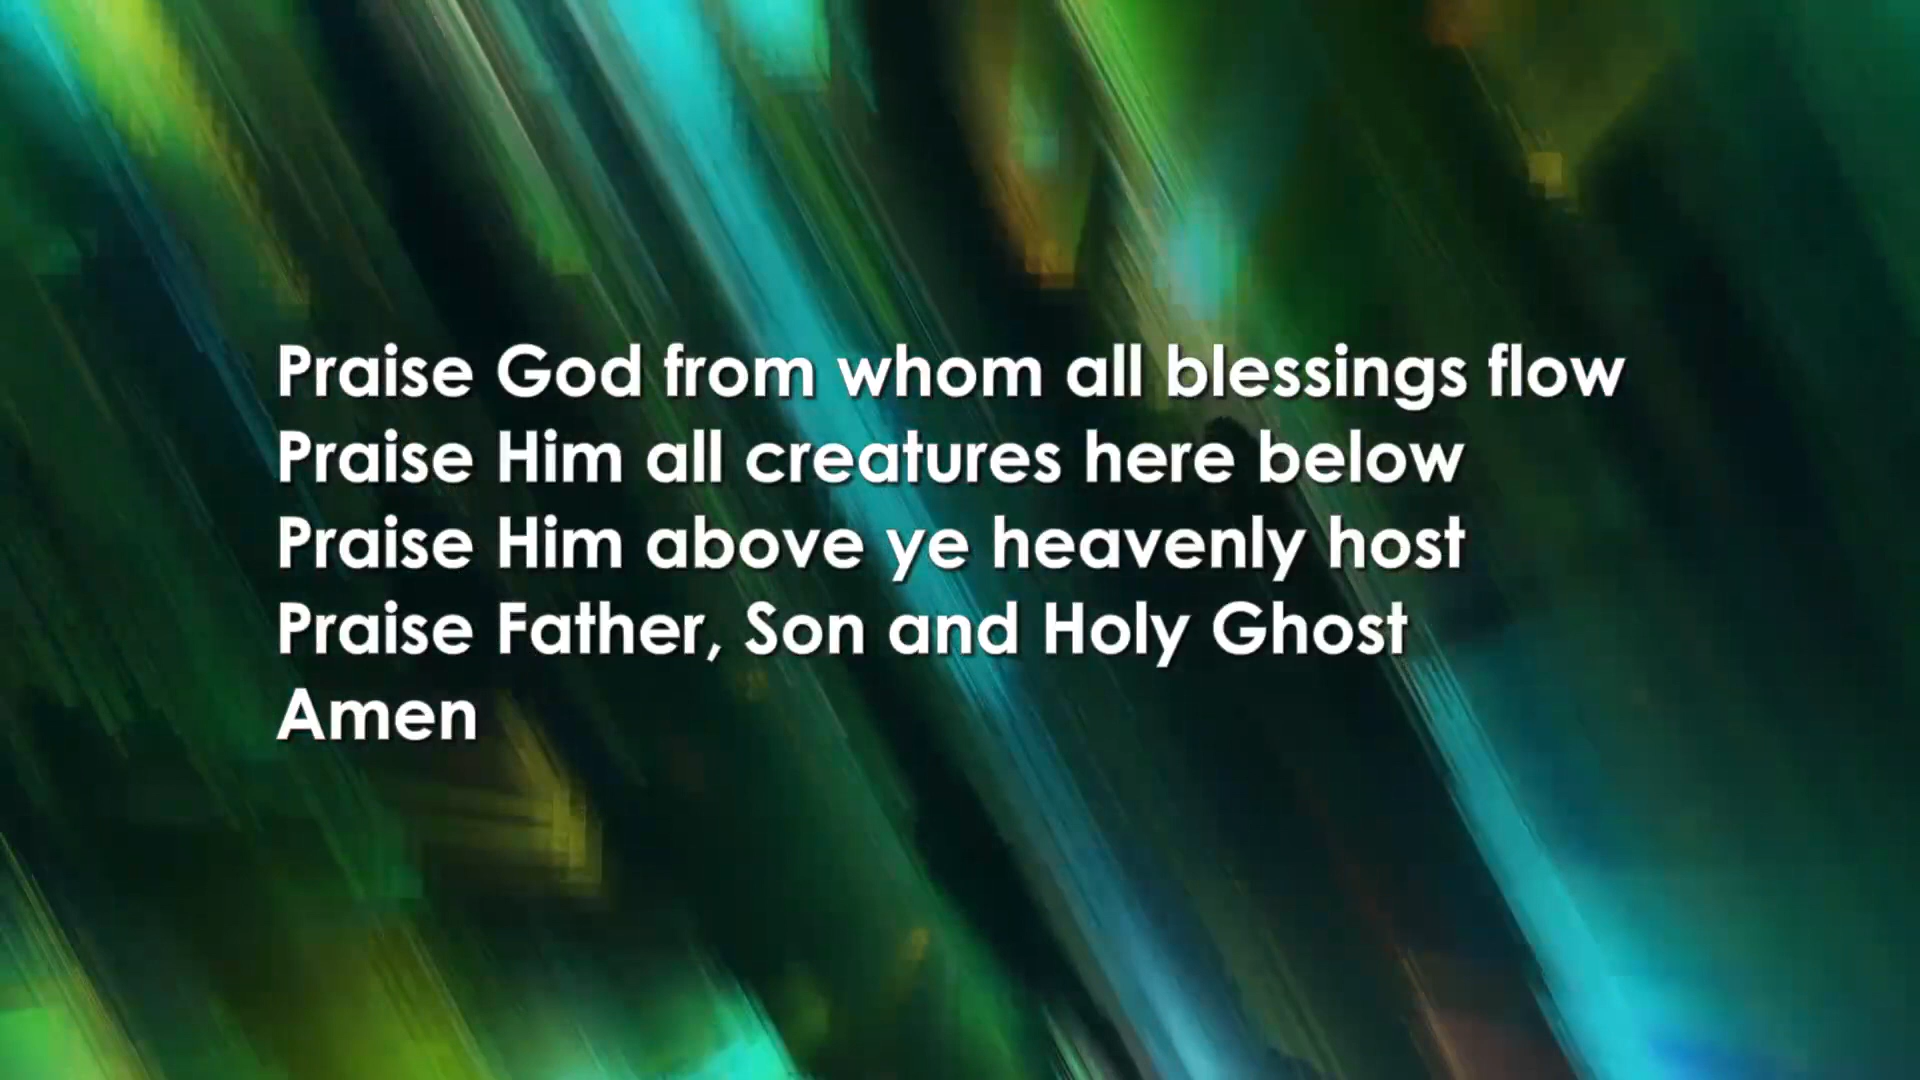 Praise God from whom all blessings flow
Praise Him all creatures here below
Praise Him above ye heavenly host
Praise Father, Son and Holy Ghost
Amen